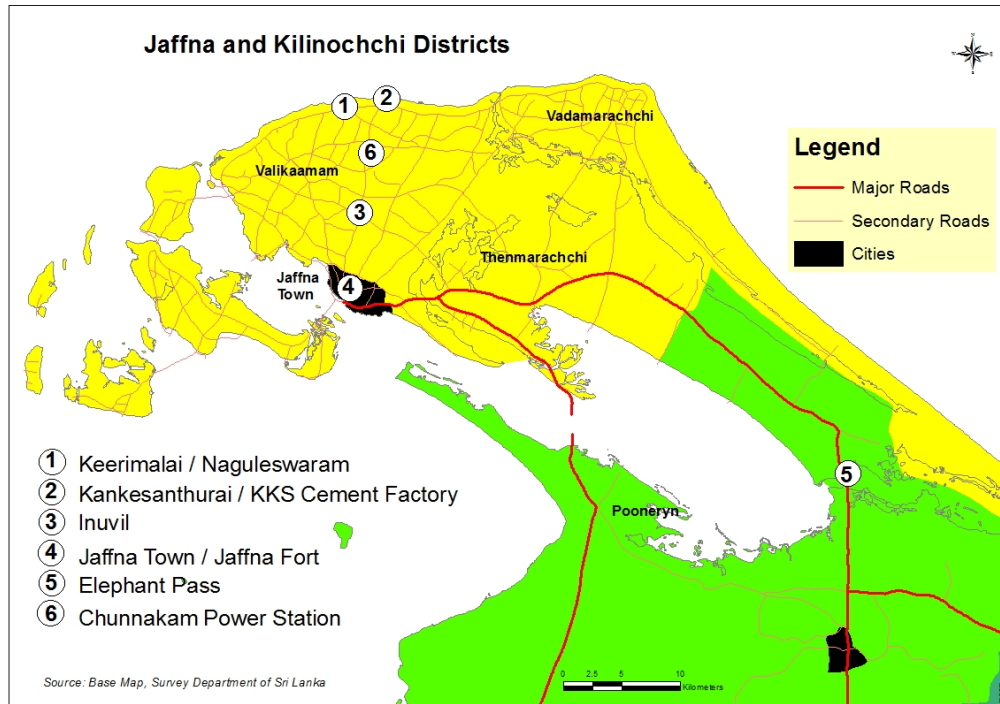 Jaffna and Kilinochchi Districts
1
2
Vadamarachchi
6
Valikaamam
3
Thenmarachchi
Jaffna
Town
4
5
Pooneryn
Legend
Major Roads
Secondary Roads
Cities
1 Keerimalai / Naguleswaram
2 Kankesanthurai / KKS Cement Factory
3 Inuvil
4 Jaffna Town / Jaffna Fort
5 Elephant Pass
6 Chunnakam Power Station
0 2.5 5 10
Kilometers
Source: Base Map, Survey Department of Sri Lanka